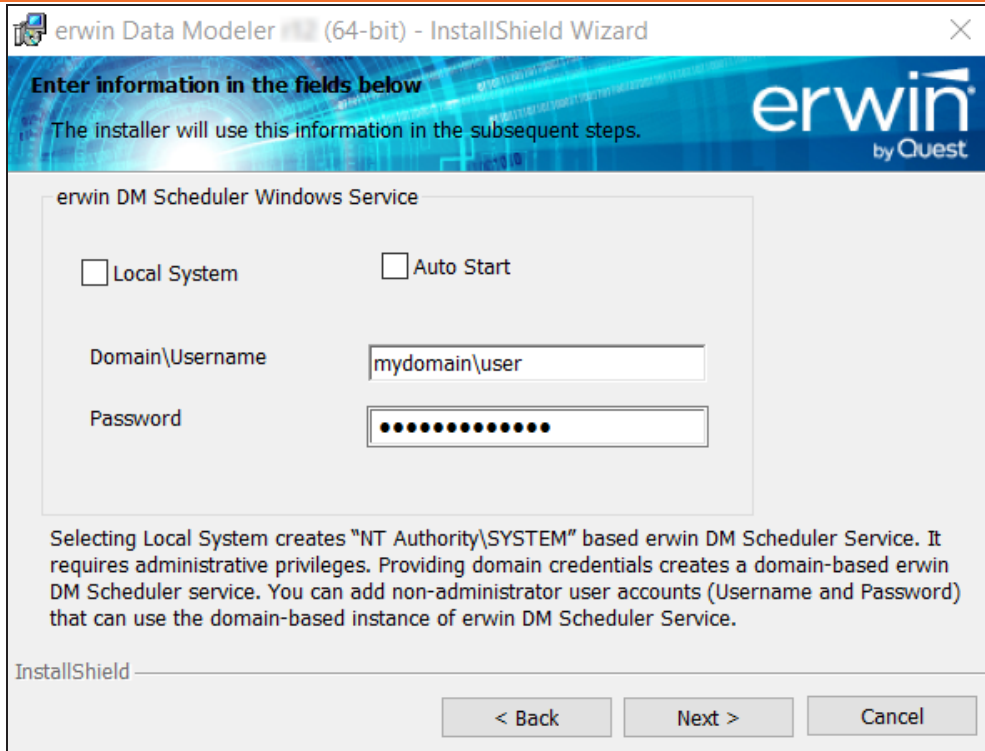 erwin Data Modeler (64-bit) - InstallShield Wizard
Enter information in the fields below
The installer will use this information in the subsequent steps.
erwin
by Quest
erwin DM Scheduler Windows Service
Local System
Auto Start
Domain\Username
mydomain\user
Password
•••••••••••••
Selecting Local System creates “NT Authority\SYSTEM” based erwin DM Scheduler Service. It
requires administrative privileges. Providing domain credentials creates a domain-based erwin
DM Scheduler service. You can add non-administrator user accounts (Username and Password)
that can use the domain-based instance of erwin DM Scheduler Service.
InstallShield
< Back
Next >
Cancel